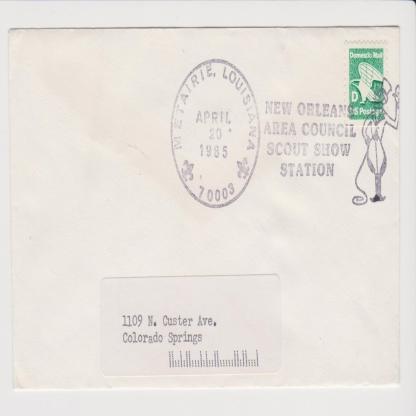 Domestic Mail
D
US Postage
METAIRIE, LOUISIANA
APRIL
20
1985
70003
NEW ORLEANS
AREA COUNCIL
SCOUT SHOW
STATION
1109 N. Custer Ave.
Colorado Springs